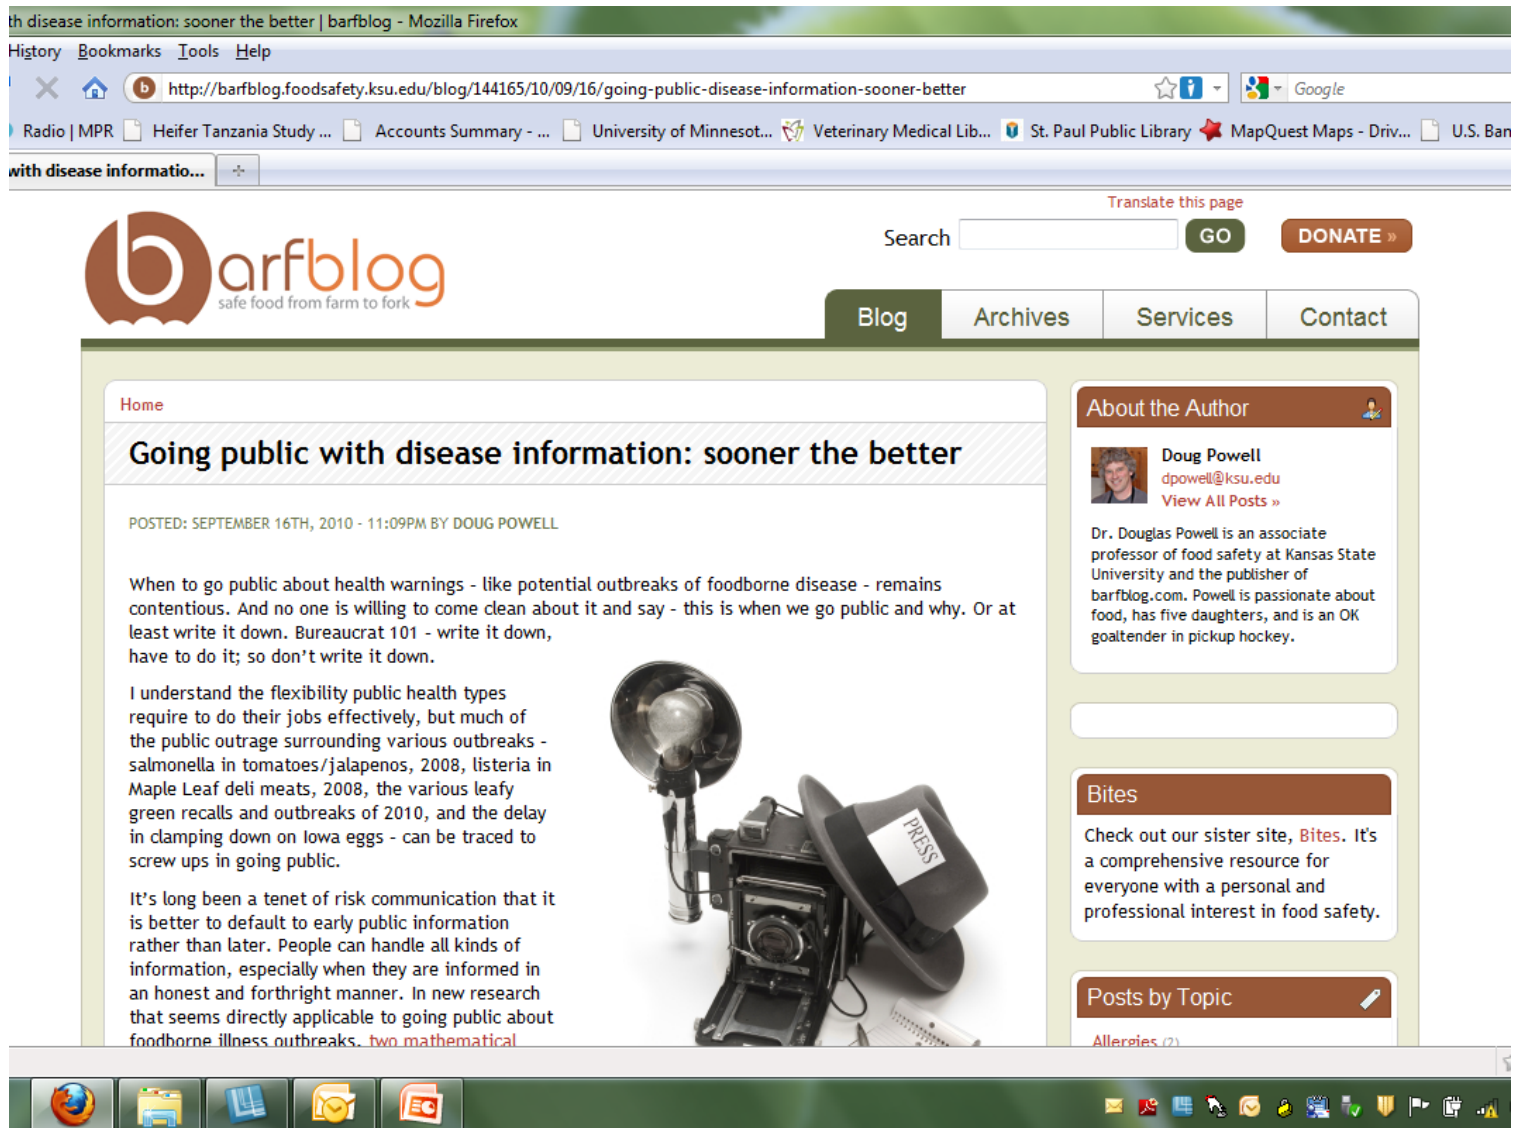 th disease information: sooner the better | barfblog - Mozilla Firefox
History Bookmarks Tools Help
http://barfblog.foodsafety.ksu.edu/blog/144165/10/09/16/going-public-disease-information-sooner-better
Google
Radio | MPR Heifer Tanzania Study ... Accounts Summary - ... University of Minnesot... Veterinary Medical Lib... St. Paul Public Library MapQuest Maps - Driv... U.S. Ban
with disease informatio...
Translate this page
Search GO DONATE »
barfblog
safe food from farm to fork
Blog Archives Services Contact
Home
Going public with disease information: sooner the better
POSTED: SEPTEMBER 16TH, 2010 - 11:09PM BY DOUG POWELL
When to go public about health warnings - like potential outbreaks of foodborne disease - remains
contentious. And no one is willing to come clean about it and say - this is when we go public and why. Or at
least write it down. Bureaucrat 101 - write it down,
have to do it; so don't write it down.
I understand the flexibility public health types
require to do their jobs effectively, but much of
the public outrage surrounding various outbreaks -
salmonella in tomatoes/jalapenos, 2008, listeria in
Maple Leaf deli meats, 2008, the various leafy
green recalls and outbreaks of 2010, and the delay
in clamping down on Iowa eggs - can be traced to
screw ups in going public.
It's long been a tenet of risk communication that it
is better to default to early public information
rather than later. People can handle all kinds of
information, especially when they are informed in
an honest and forthright manner. In new research
that seems directly applicable to going public about
foodborne illness outbreaks, two mathematical
PRESS
About the Author
Doug Powell
dpowell@ksu.edu
View All Posts »
Dr. Douglas Powell is an associate
professor of food safety at Kansas State
University and the publisher of
barfblog.com. Powell is passionate about
food, has five daughters, and is an OK
goaltender in pickup hockey.
Bites
Check out our sister site, Bites. It's
a comprehensive resource for
everyone with a personal and
professional interest in food safety.
Posts by Topic
Allergies (2)